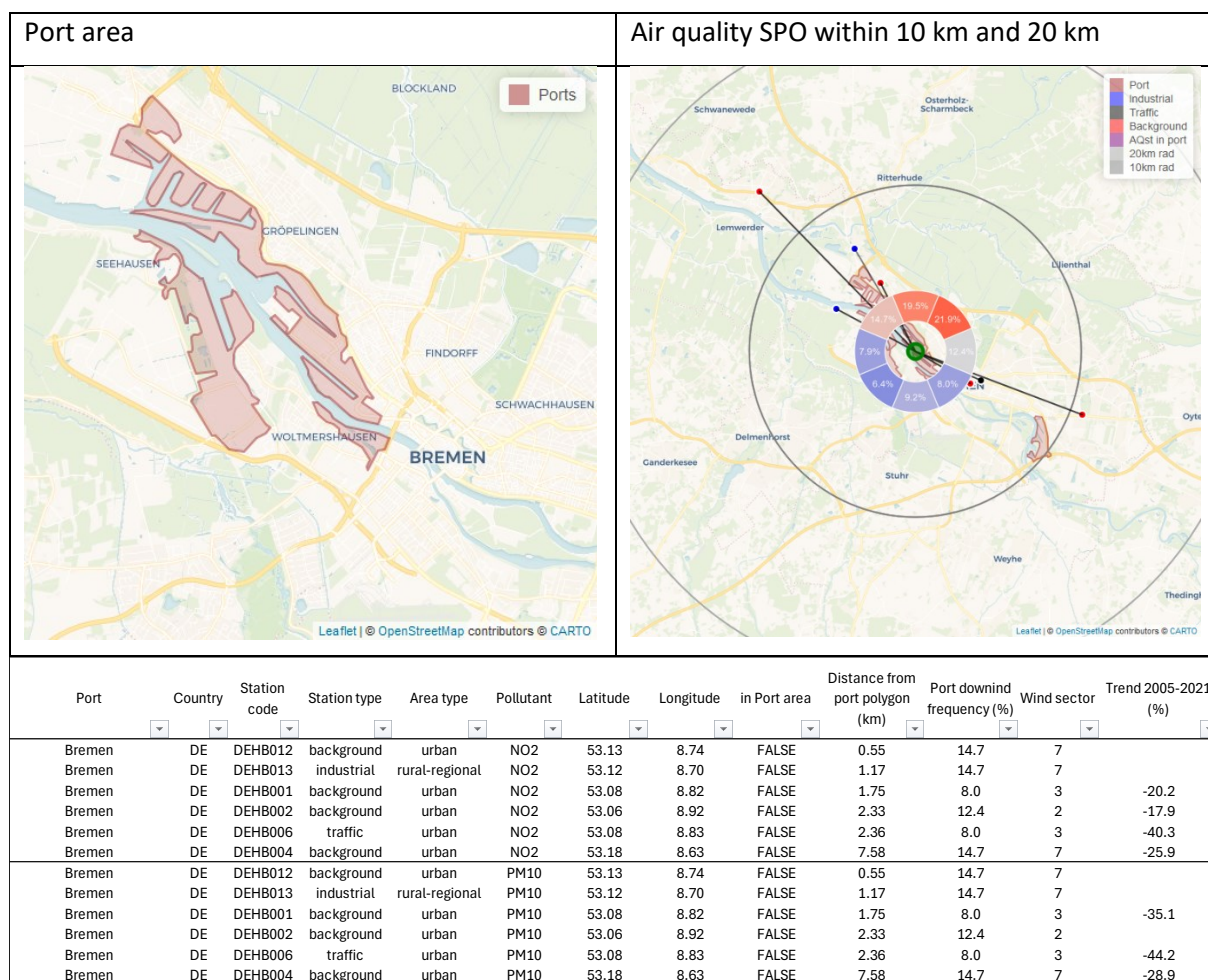 Port area
Air quality SPO within 10 km and 20 km
BLOCKLAND
Ports
GRÖPELINGEN
SEEHAUSEN
FINDORFF
SCHWACHHAUSEN
WOLTMERSHAUSEN
BREMEN
Leaflet | © OpenStreetMap contributors © CARTO
Schwanewede
Osterholz-
Scharmbeck
Port
Industrial
Traffic
Background
AQst in port
20km rad
10km rad
Ritterhude
Lemwerder
Lilienthal
19.5%
14.7%
21.9%
7.9%
12.4%
6.4%
8.0%
9.2%
Delmenhorst
Oyte
Ganderkesee
Stuhr
Weyhe
Thedingh
Leaflet | © OpenStreetMap contributors © CARTO
Port Country Station code Station type Area type Pollutant Latitude Longitude in Port area Distance from port polygon (km) Port downind frequency (%) Wind sector Trend 2005-2021 (%)
Bremen DE DEHB012 background urban NO2 53.13 8.74 FALSE 0.55 14.7 7
Bremen DE DEHB013 industrial rural-regional NO2 53.12 8.70 FALSE 1.17 14.7 7
Bremen DE DEHB001 background urban NO2 53.08 8.82 FALSE 1.75 8.0 3 -20.2
Bremen DE DEHB002 background urban NO2 53.06 8.92 FALSE 2.33 12.4 2 -17.9
Bremen DE DEHB006 traffic urban NO2 53.08 8.83 FALSE 2.36 8.0 3 -40.3
Bremen DE DEHB004 background urban NO2 53.18 8.63 FALSE 7.58 14.7 7 -25.9
Bremen DE DEHB012 background urban PM10 53.13 8.74 FALSE 0.55 14.7 7
Bremen DE DEHB013 industrial rural-regional PM10 53.12 8.70 FALSE 1.17 14.7 7
Bremen DE DEHB001 background urban PM10 53.08 8.82 FALSE 1.75 8.0 3 -35.1
Bremen DE DEHB002 background urban PM10 53.06 8.92 FALSE 2.33 12.4 2
Bremen DE DEHB006 traffic urban PM10 53.08 8.83 FALSE 2.36 8.0 3 -44.2
Bremen DE DEHB004 background urban PM10 53.18 8.63 FALSE 7.58 14.7 7 -28.9